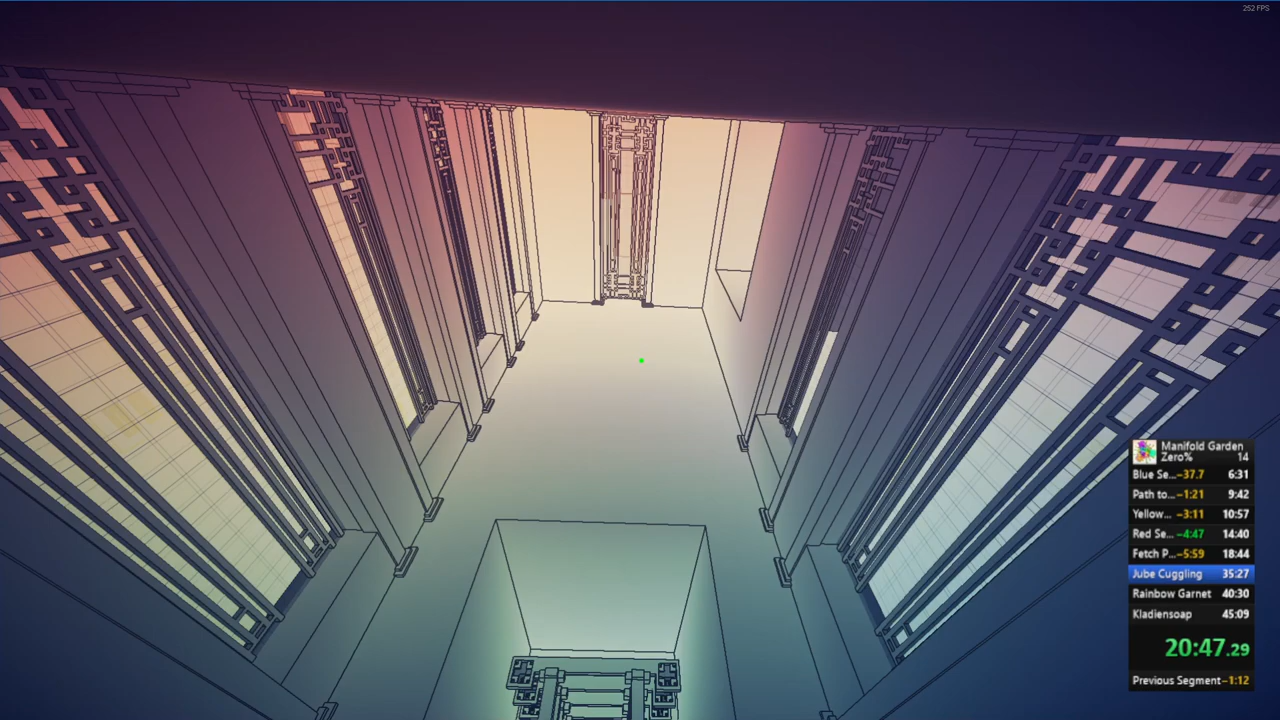 252 FPS
Manifold Garden
Zero% 14
Blue Se... -37.7 6:31
Path to... -1:21 9:42
Yellow... -3:11 10:57
Red Se... -4:47 14:40
Fetch P... -5:59 18:44
Jube Cuggling 35:27
Rainbow Garnet 40:30
Kladiensoap 45:09
20:47.29
Previous Segment -1:12